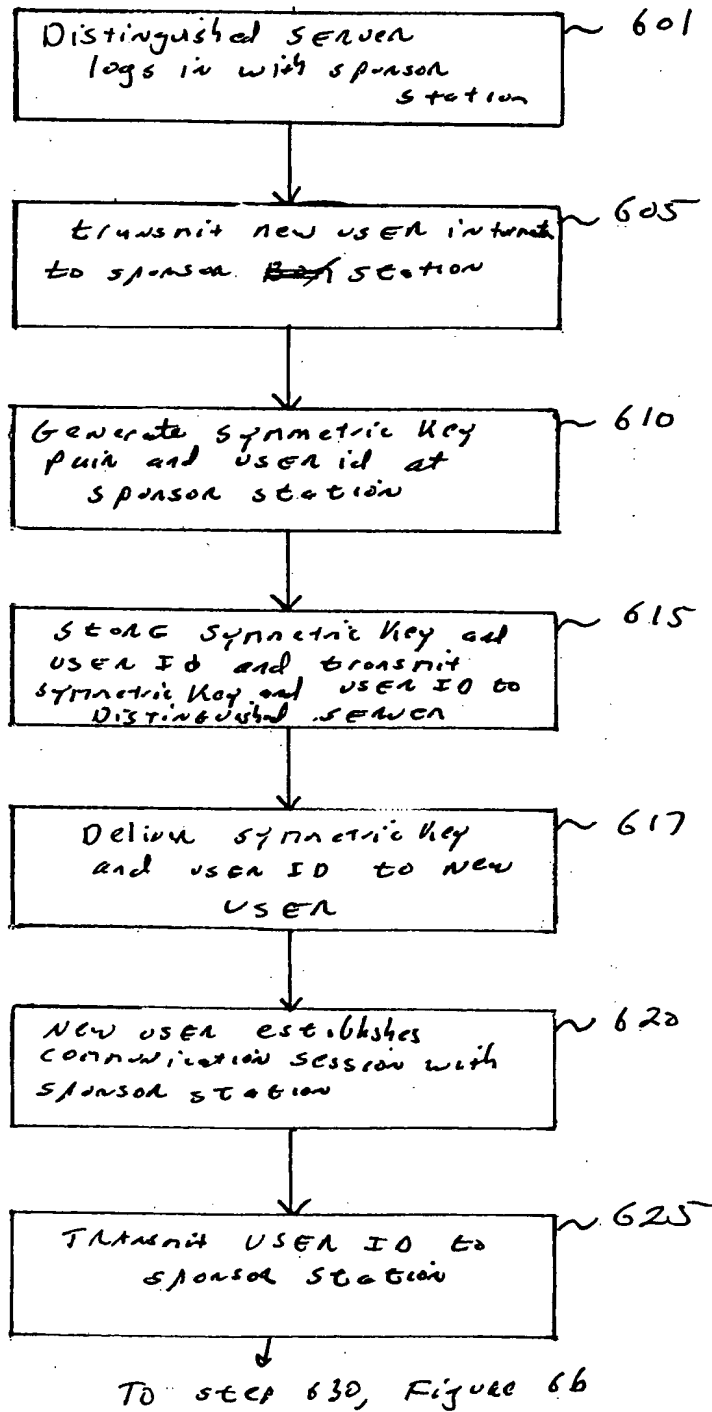 Distinguished server
logs in with sponsor
station
601
transmit new user informatn
to sponsor station
605
Generate symmetric Key
pair and user id at
sponsor station
610
Store symmetric Key and
user Id and transmit
symmetric Key and user ID to
Distinguished server
615
Deliver symmetric Key
and user ID to new
user
617
New user establishes
communication session with
sponsor station
620
Transmit user ID to
sponsor station
625
To step 630, Figure 6b